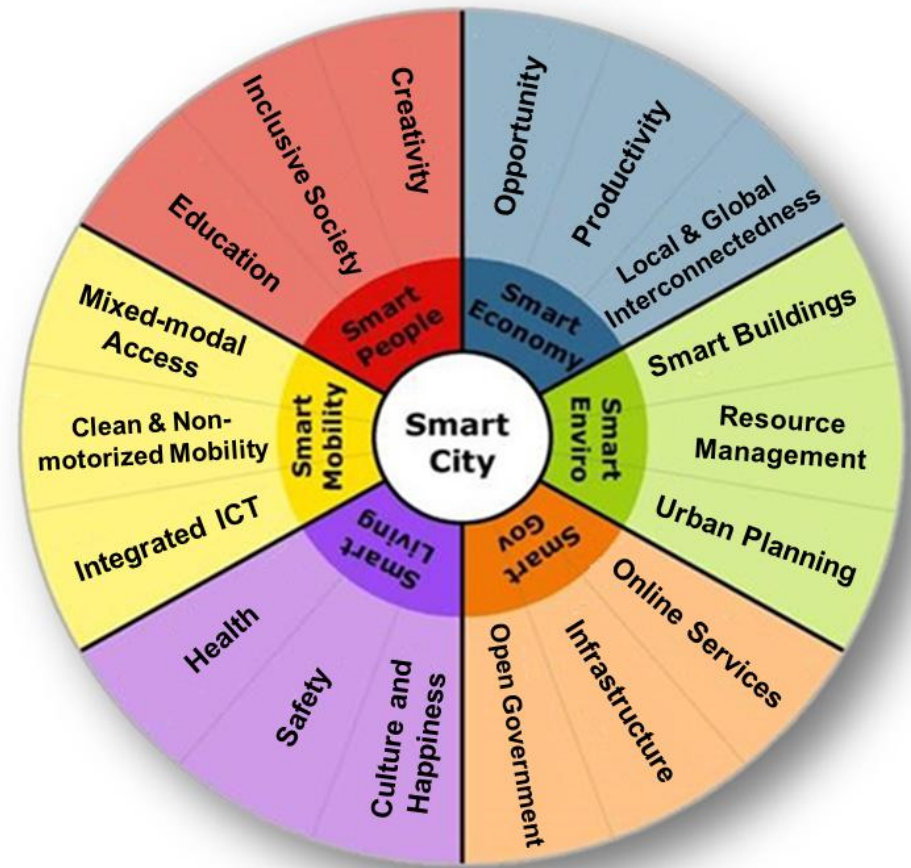 Smart
City
Smart
Economy
Opportunity
Productivity
Local & Global
Interconnectedness
Smart
Enviro
Smart Buildings
Resource
Management
Urban Planning
Smart
Gov
Online Services
Infrastructure
Open Government
Smart
Living
Culture and
Happiness
Safety
Health
Smart
Mobility
Integrated ICT
Clean & Non-
motorized Mobility
Mixed-modal
Access
Smart
People
Education
Inclusive Society
Creativity